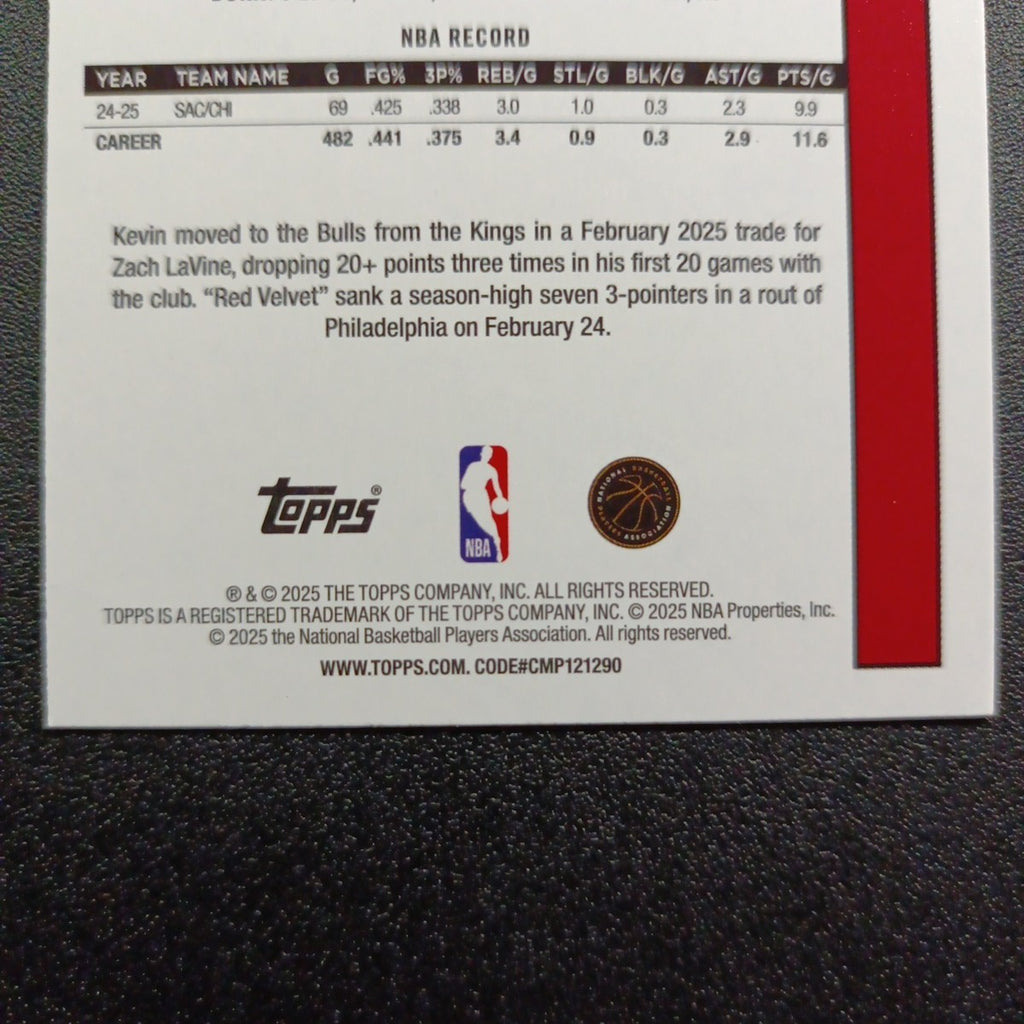 NBA RECORD
YEAR TEAM NAME G FG% 3P% REB/G STL/G BLK/G AST/G PTS/G
24-25 SAC/CHI 69 .425 .338 3.0 1.0 0.3 2.3 9.9
CAREER 482 .441 .375 3.4 0.9 0.3 2.9 11.6
Kevin moved to the Bulls from the Kings in a February 2025 trade for
Zach LaVine, dropping 20+ points three times in his first 20 games with
the club. “Red Velvet” sank a season-high seven 3-pointers in a rout of
Philadelphia on February 24.
Topps®
NBA
NATIONAL BASKETBALL PLAYERS ASSOCIATION
® & © 2025 THE TOPPS COMPANY, INC. ALL RIGHTS RESERVED.
TOPPS IS A REGISTERED TRADEMARK OF THE TOPPS COMPANY, INC. © 2025 NBA Properties, Inc.
© 2025 the National Basketball Players Association. All rights reserved.
WWW.TOPPS.COM. CODE#CMP121290